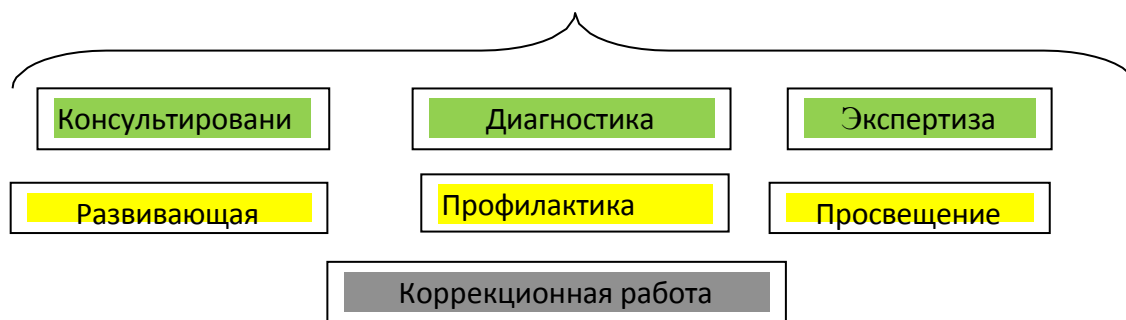 Консультировани
Диагностика
Экспертиза
Развивающая
Профилактика
Просвещение
Коррекционная работа